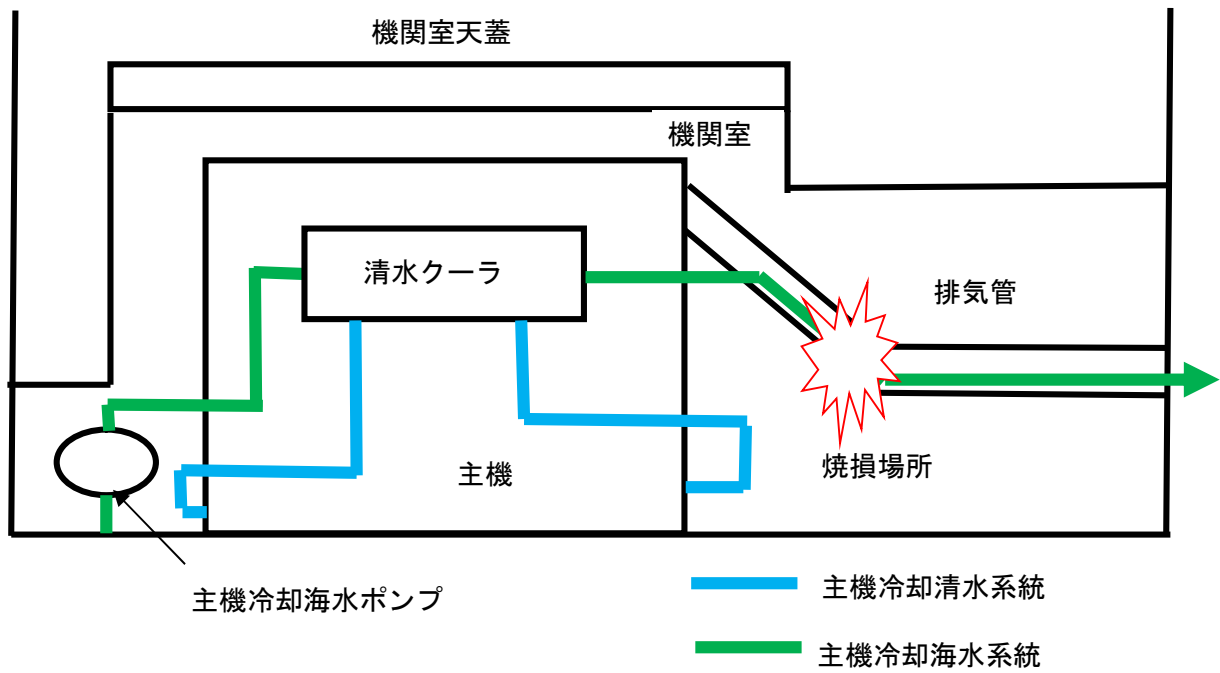 機関室天蓋
機関室
清水クーラ
排気管
主機
焼損場所
主機冷却海水ポンプ
主機冷却清水系統
主機冷却海水系統